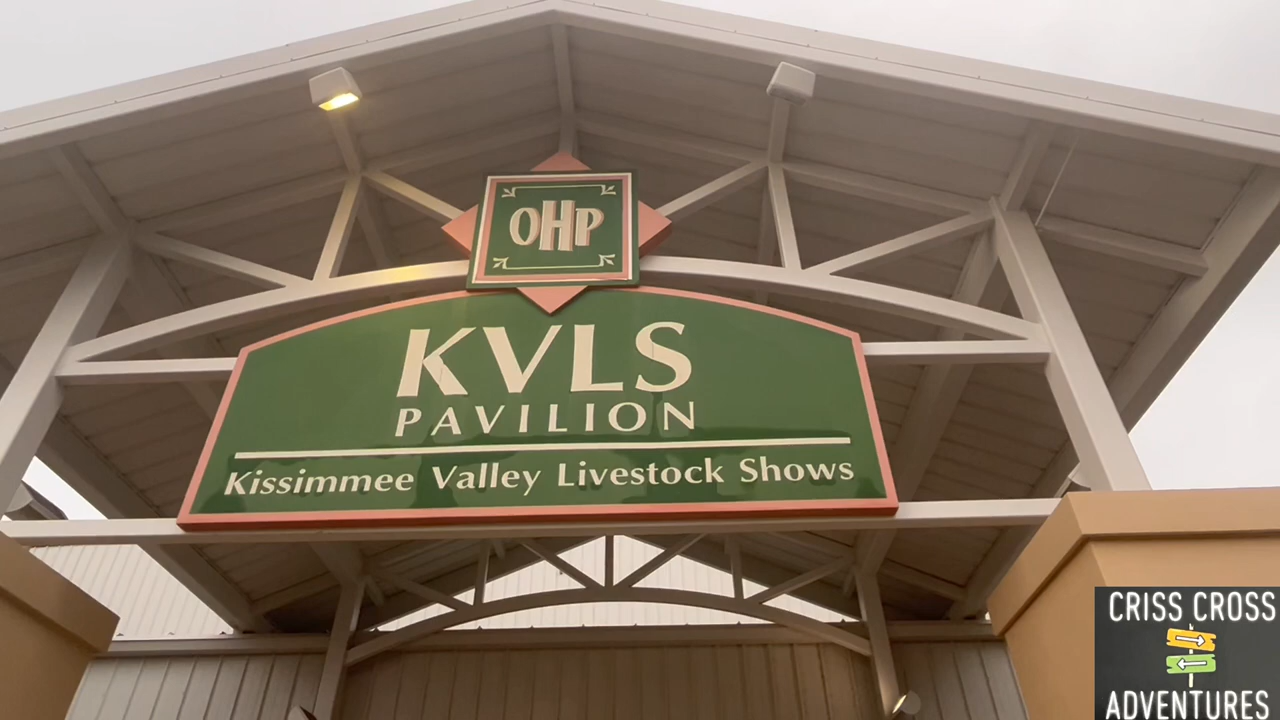 OHP
KVLS
PAVILION
Kissimmee Valley Livestock Shows
CRISS CROSS
ADVENTURES